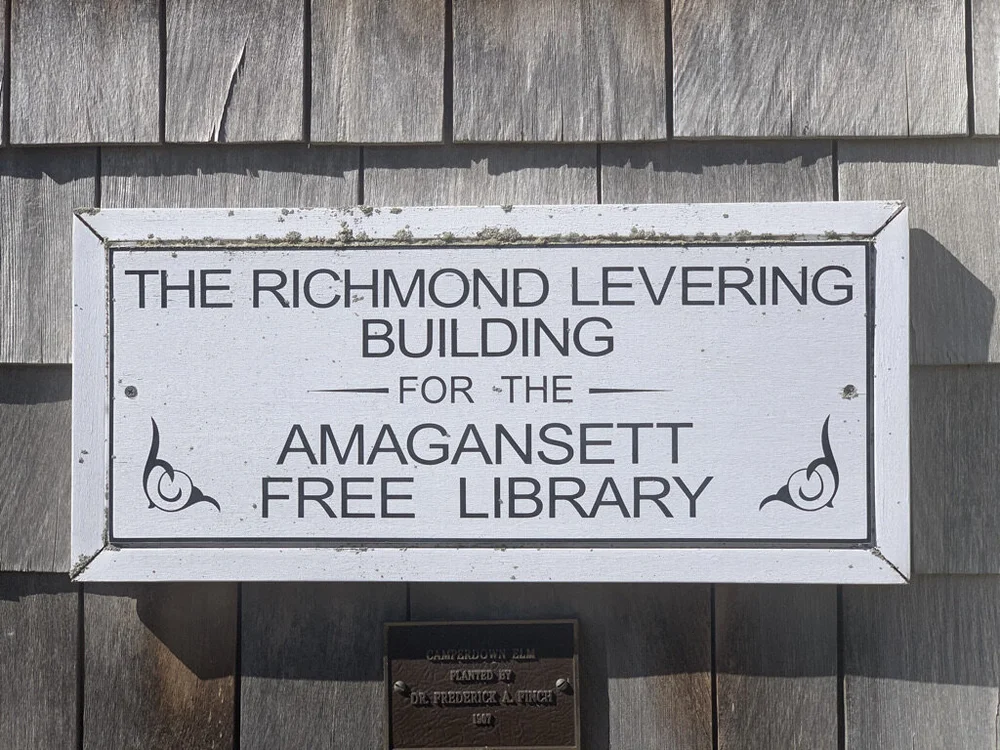 THE RICHMOND LEVERING
BUILDING
FOR THE
AMAGANSETT
FREE LIBRARY
CAMPERDOWN ELM
PLANTED BY
DR. FREDERICK A. FINCH
1907